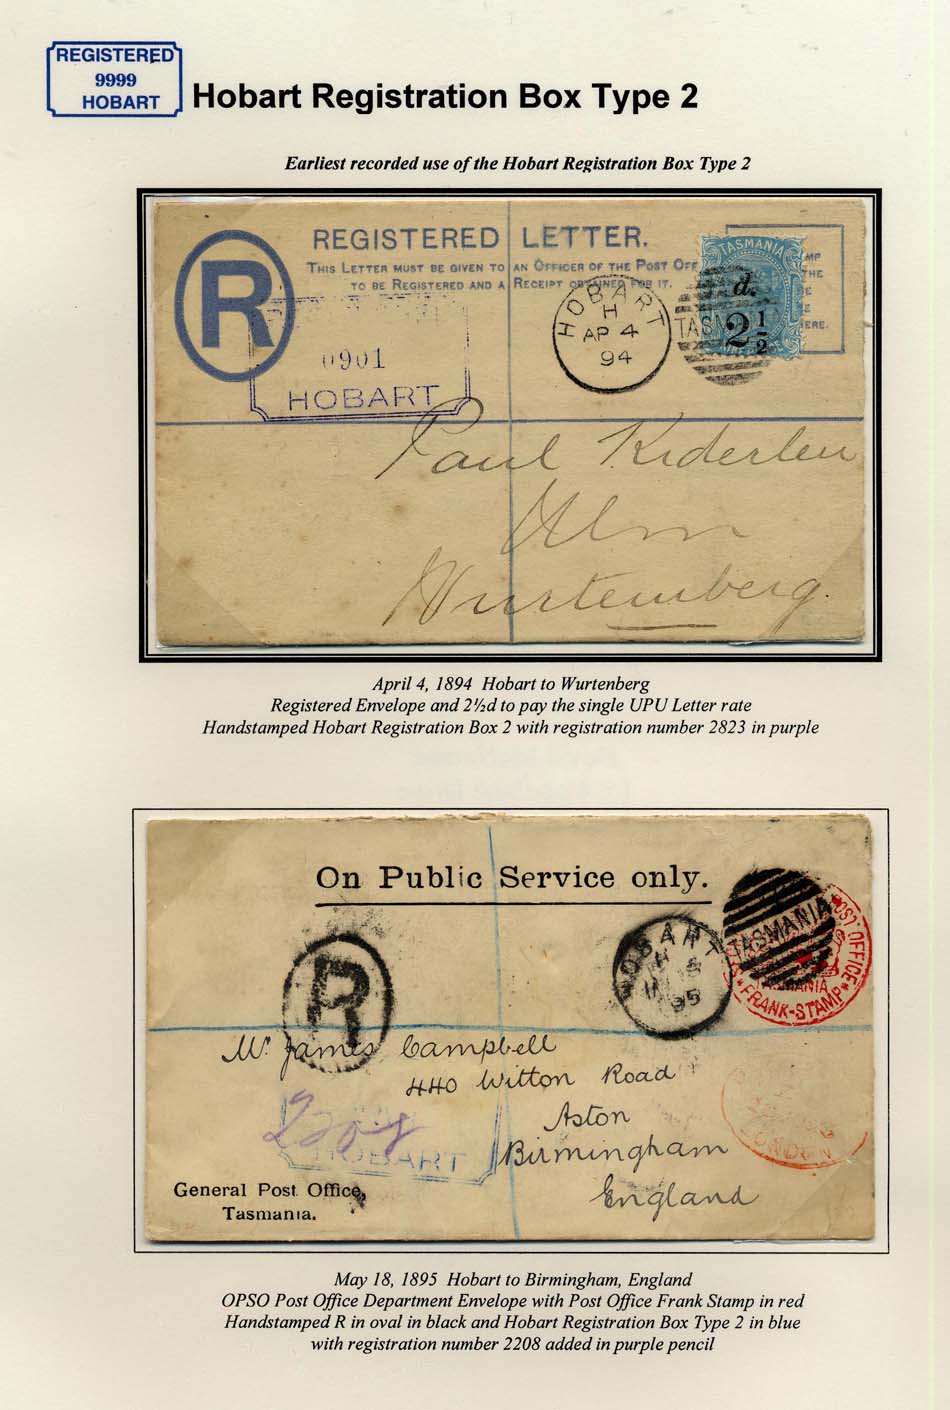 REGISTERED
9999
HOBART
Hobart Registration Box Type 2
Earliest recorded use of the Hobart Registration Box Type 2
R
REGISTERED LETTER.
THIS LETTER MUST BE GIVEN TO AN OFFICER OF THE POST OFF
TO BE REGISTERED AND A RECEIPT OBTAINED FOR IT.
TASMANIA
d.
2 1/2
TAS
HOBART
H
AP 4
94
0901
HOBART
Paul Kiderlen
Ulm
Wurtemberg.
April 4, 1894 Hobart to Wurtenberg
Registered Envelope and 2½d to pay the single UPU Letter rate
Handstamped Hobart Registration Box 2 with registration number 2823 in purple
On Public Service only.
R
HOBART
H
95
TASMANIA
POST OFFICE
TASMANIA
FRANK-STAMP
Mr. James Campbell
440 Witton Road
Aston
Birmingham
England
2208
HOBART
LONDON
General Post Office,
Tasmania.
May 18, 1895 Hobart to Birmingham, England
OPSO Post Office Department Envelope with Post Office Frank Stamp in red
Handstamped R in oval in black and Hobart Registration Box Type 2 in blue
with registration number 2208 added in purple pencil